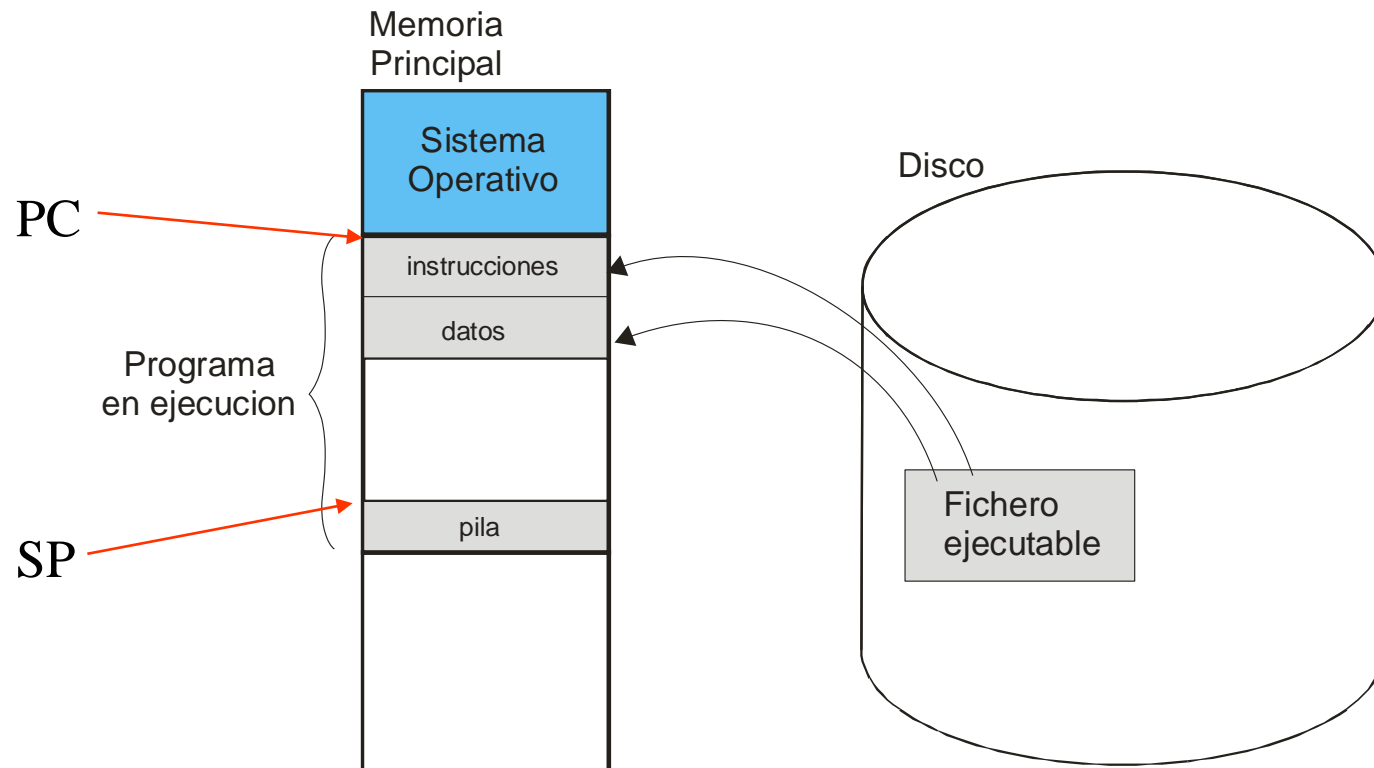 Memoria
Principal
Sistema
Operativo
Disco
PC
instrucciones
datos
Programa
en ejecucion
Fichero
ejecutable
pila
SP